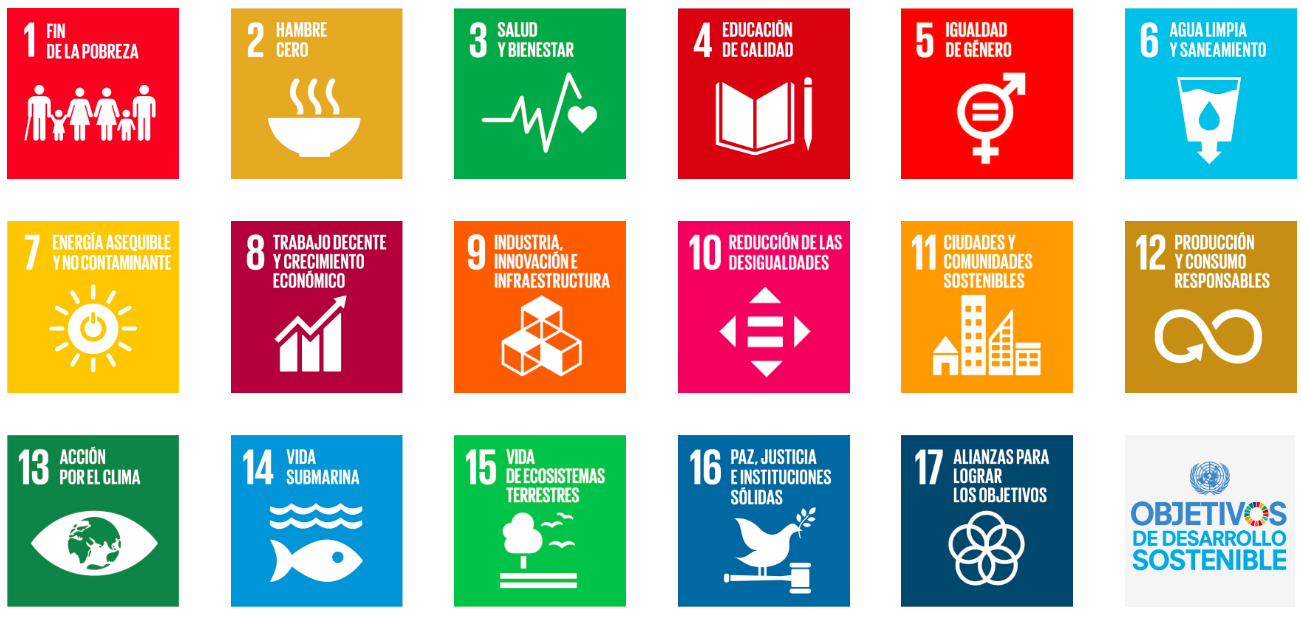 1 FIN
DE LA POBREZA
2 HAMBRE
CERO
3 SALUD
Y BIENESTAR
4 EDUCACIÓN
DE CALIDAD
5 IGUALDAD
DE GÉNERO
6 AGUA LIMPIA
Y SANEAMIENTO
7 ENERGÍA ASEQUIBLE
Y NO CONTAMINANTE
8 TRABAJO DECENTE
Y CRECIMIENTO
ECONÓMICO
9 INDUSTRIA,
INNOVACIÓN E
INFRAESTRUCTURA
10 REDUCCIÓN DE LAS
DESIGUALDADES
11 CIUDADES Y
COMUNIDADES
SOSTENIBLES
12 PRODUCCIÓN
Y CONSUMO
RESPONSABLES
13 ACCIÓN
POR EL CLIMA
14 VIDA
SUBMARINA
15 VIDA
DE ECOSISTEMAS
TERRESTRES
16 PAZ, JUSTICIA
E INSTITUCIONES
SÓLIDAS
17 ALIANZAS PARA
LOGRAR
LOS OBJETIVOS
OBJETIVOS
DE DESARROLLO
SOSTENIBLE